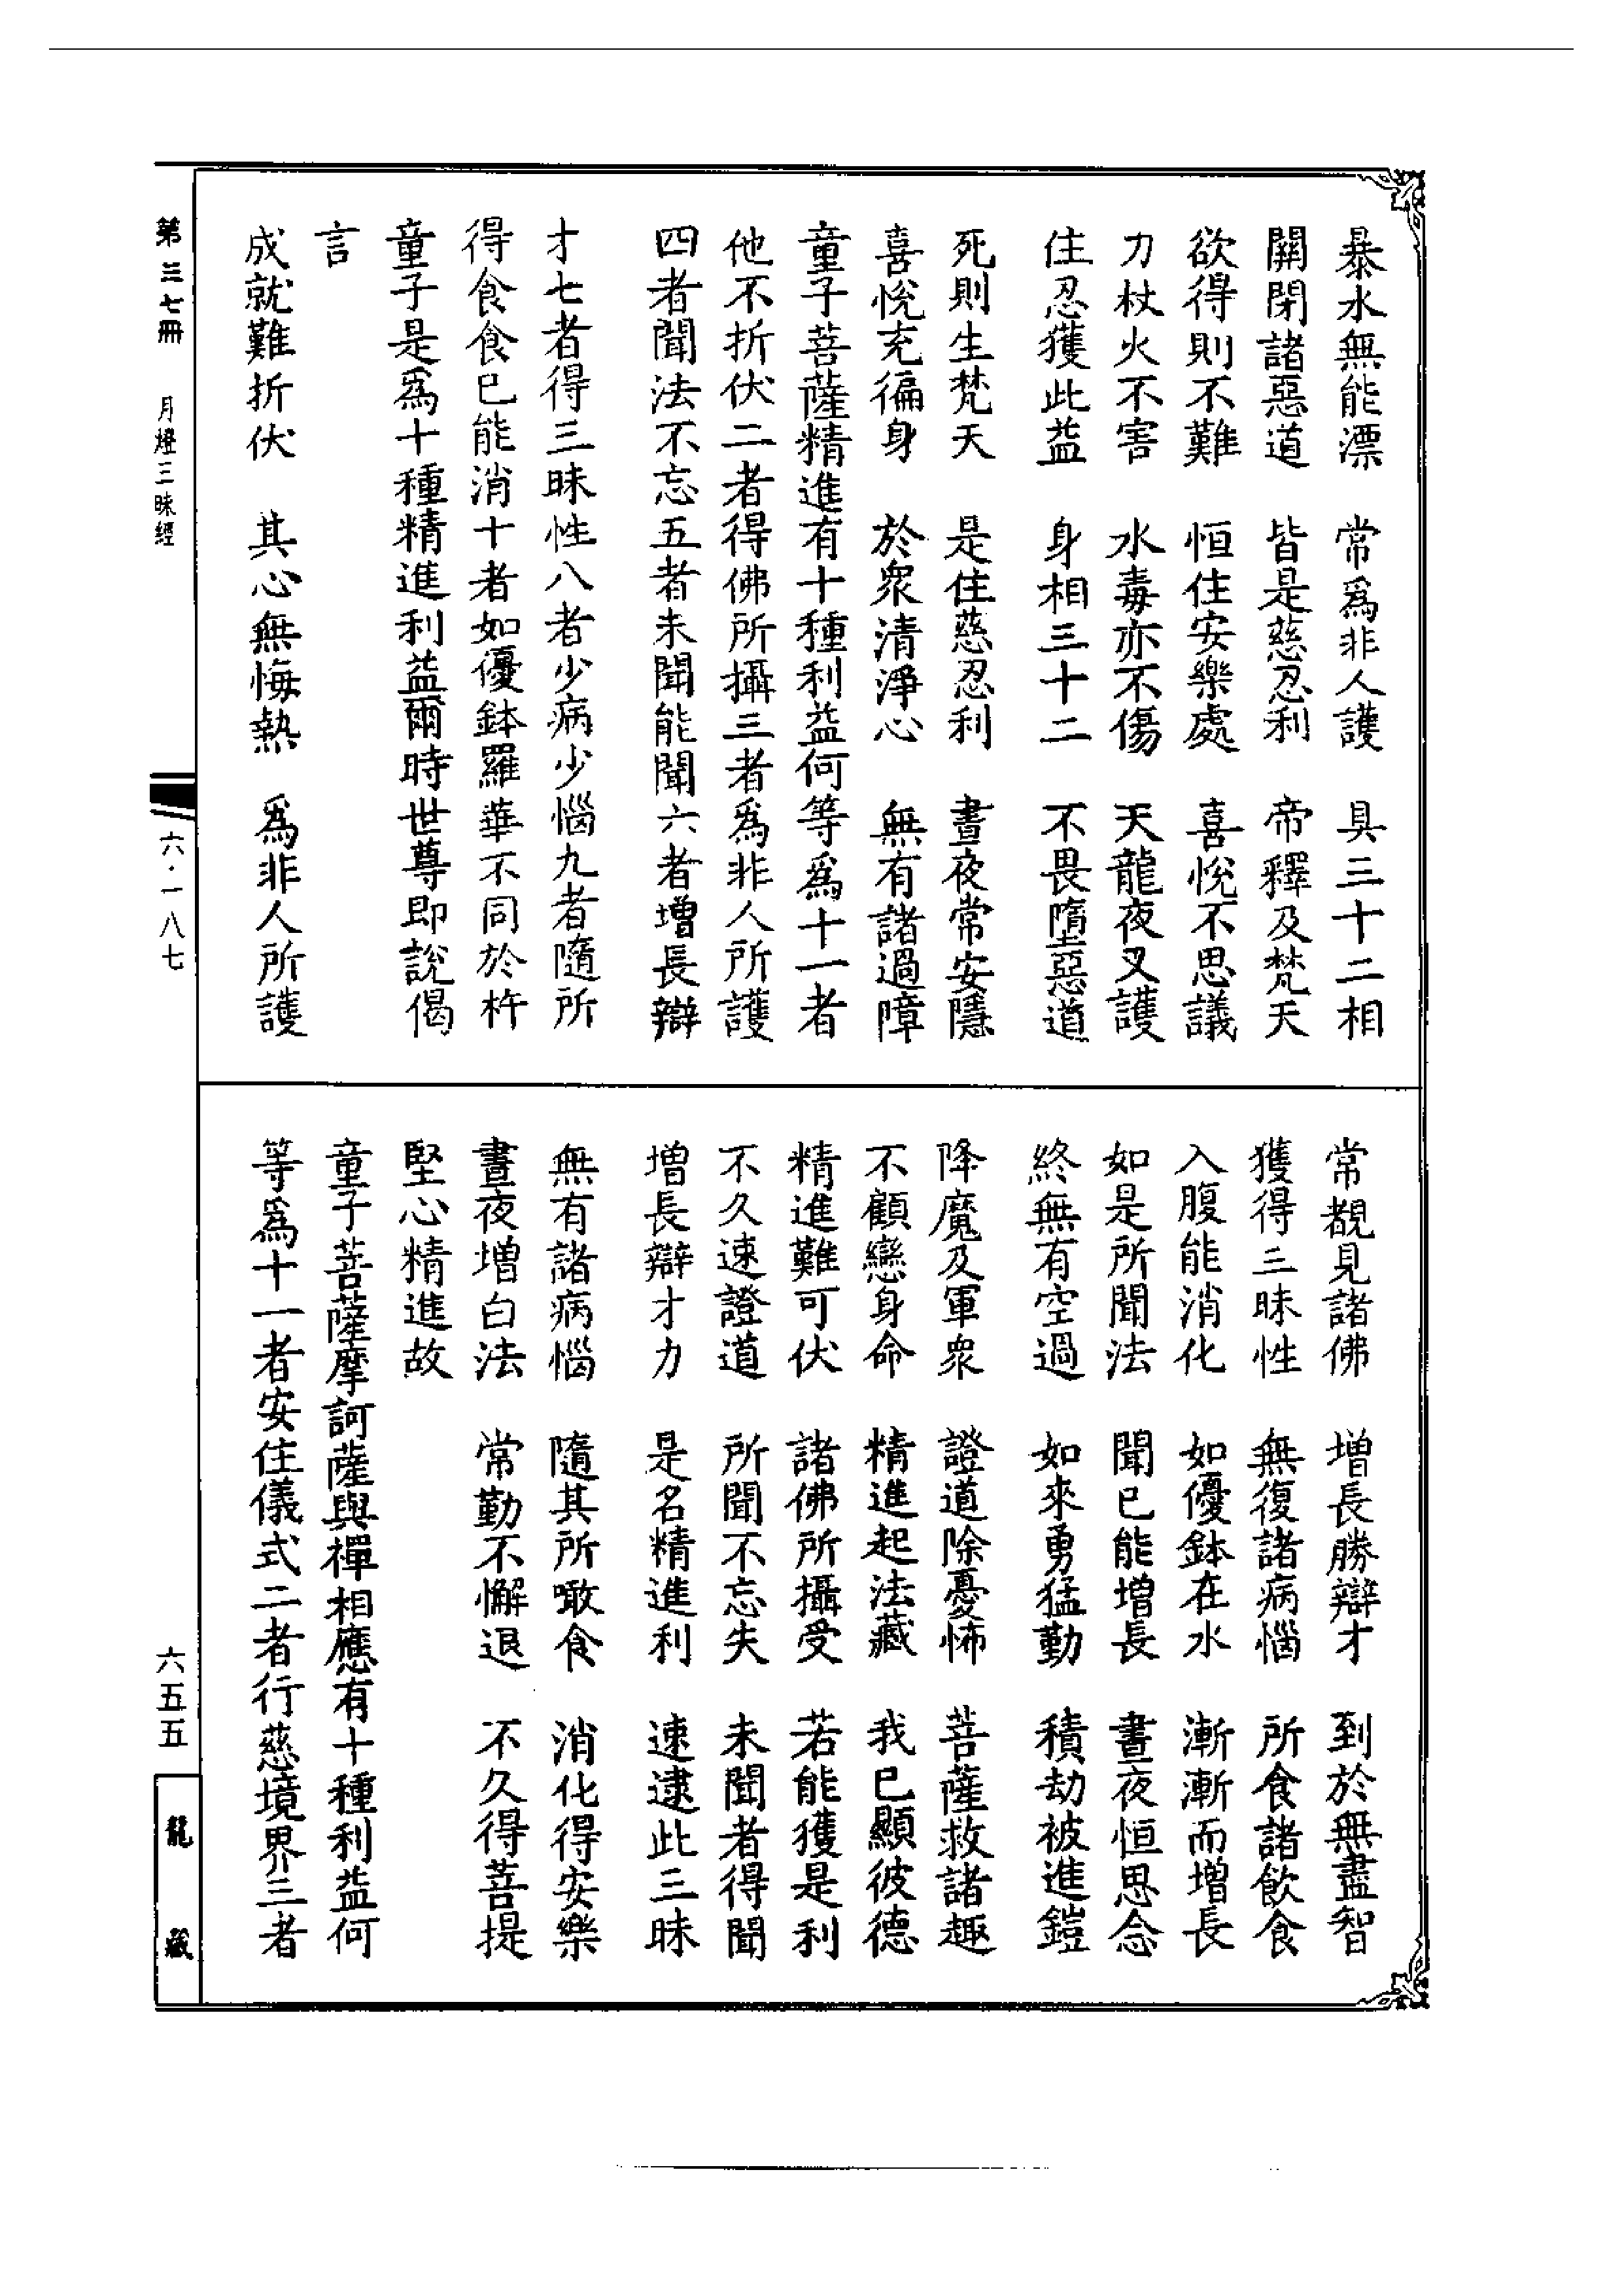 暴水無能漂　常爲非人護　具三十二相
關閉諸惡道　皆是慈忍利　帝釋及梵天
欲得則不難　恒住安樂處　喜悅不思議
刀杖火不害　水毒亦不傷　天龍夜叉護
住忍獲此益　身相三十二　不畏墮惡道
死則生梵天　是住慈忍利　晝夜常安隱
喜悅充徧身　於衆清淨心　無有諸過障
童子菩薩精進有十種利益何等爲十一者
他不折伏二者得佛所攝三者爲非人所護
四者聞法不忘五者未聞能聞六者增長辯
才七者得三昧性八者少病少惱九者隨所
得食食已能消十者如優鉢羅華不同於杵
童子是爲十種精進利益爾時世尊即說偈
言
成就難折伏　其心無悔熱　爲非人所護
常覩見諸佛　增長勝辯才　到於無盡智
獲得三昧性　無復諸病惱　所食諸飲食
入腹能消化　如優鉢在水　漸漸而增長
如是所聞法　聞已能增長　晝夜恒思念
終無有空過　如來勇猛勤　積劫被進鎧
降魔及軍衆　證道除憂怖　菩薩救諸趣
不顧戀身命　精進起法藏　我已顯彼德
精進難可伏　諸佛所攝受　若能獲是利
不久速證道　所聞不忘失　未聞者得聞
增長辯才力　是名精進利　速逮此三昧
無有諸病惱　隨其所噉食　消化得安樂
晝夜增白法　常勤不懈退　不久得菩提
堅心精進故
童子菩薩摩訶薩與禪相應有十種利益何
等爲十一者安住儀式二者行慈境界三者
第三七冊　月燈三昧經
六·一八七
六五五
龍藏